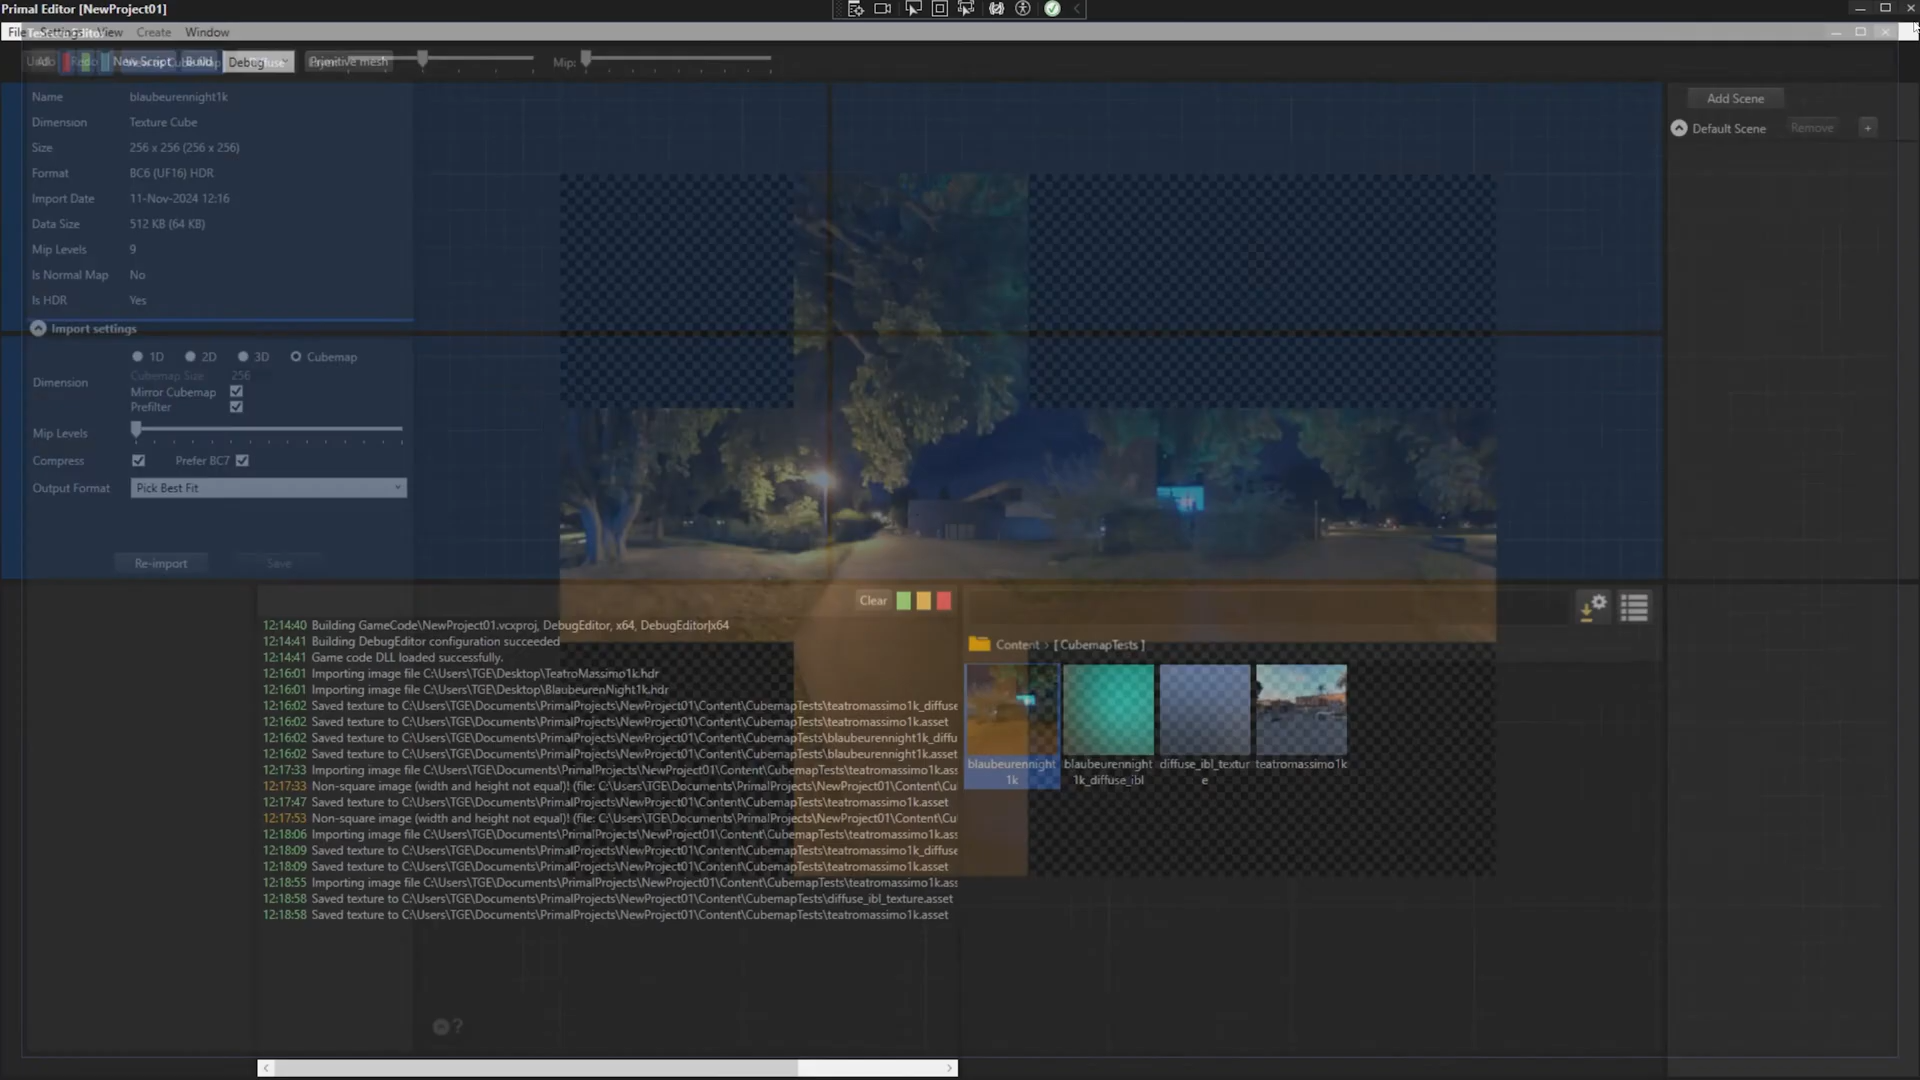 Primal Editor [NewProject01]
File Settings View Create Window
Undo Redo New Script Build Debug Primitive mesh Mip:
Name blaubeurennight1k
Dimension Texture Cube
Size 256 x 256 (256 x 256)
Format BC6 (UF16) HDR
Import Date 11-Nov-2024 12:16
Data Size 512 KB (64 KB)
Mip Levels 9
Is Normal Map No
Is HDR Yes
Import settings
1D 2D 3D Cubemap
Dimension
Cubemap Size 256
Mirror Cubemap
Prefilter
Mip Levels
Compress Prefer BC7
Output Format Pick Best Fit
Re-import Save
Add Scene
Default Scene Remove +
Clear
12:14:40 Building GameCode\NewProject01.vcxproj, DebugEditor, x64, DebugEditor|x64
12:14:41 Building DebugEditor configuration succeeded
12:14:41 Game code DLL loaded successfully.
12:16:01 Importing image file C:\Users\TGE\Desktop\TeatroMassimo1k.hdr
12:16:01 Importing image file C:\Users\TGE\Desktop\BlaubeurenNight1k.hdr
12:16:02 Saved texture to C:\Users\TGE\Documents\PrimalProjects\NewProject01\Content\CubemapTests\teatromassimo1k_diffuse
12:16:02 Saved texture to C:\Users\TGE\Documents\PrimalProjects\NewProject01\Content\CubemapTests\teatromassimo1k.asset
12:16:02 Saved texture to C:\Users\TGE\Documents\PrimalProjects\NewProject01\Content\CubemapTests\blaubeurennight1k_diffu
12:16:02 Saved texture to C:\Users\TGE\Documents\PrimalProjects\NewProject01\Content\CubemapTests\blaubeurennight1k.asset
12:17:33 Importing image file C:\Users\TGE\Documents\PrimalProjects\NewProject01\Content\CubemapTests\teatromassimo1k.ass
12:17:33 Non-square image (width and height not equal)! (file: C:\Users\TGE\Documents\PrimalProjects\NewProject01\Content\Cu
12:17:47 Saved texture to C:\Users\TGE\Documents\PrimalProjects\NewProject01\Content\CubemapTests\teatromassimo1k.asset
12:17:53 Non-square image (width and height not equal)! (file: C:\Users\TGE\Documents\PrimalProjects\NewProject01\Content\Cu
12:18:06 Importing image file C:\Users\TGE\Documents\PrimalProjects\NewProject01\Content\CubemapTests\teatromassimo1k.ass
12:18:09 Saved texture to C:\Users\TGE\Documents\PrimalProjects\NewProject01\Content\CubemapTests\teatromassimo1k_diffuse
12:18:09 Saved texture to C:\Users\TGE\Documents\PrimalProjects\NewProject01\Content\CubemapTests\teatromassimo1k.asset
12:18:55 Importing image file C:\Users\TGE\Documents\PrimalProjects\NewProject01\Content\CubemapTests\teatromassimo1k.ass
12:18:58 Saved texture to C:\Users\TGE\Documents\PrimalProjects\NewProject01\Content\CubemapTests\diffuse_ibl_texture.asset
12:18:58 Saved texture to C:\Users\TGE\Documents\PrimalProjects\NewProject01\Content\CubemapTests\teatromassimo1k.asset
Content > [ CubemapTests ]
blaubeurennight
1k
blaubeurennight
1k_diffuse_ibl
diffuse_ibl_textur
e
teatromassimo1k
?